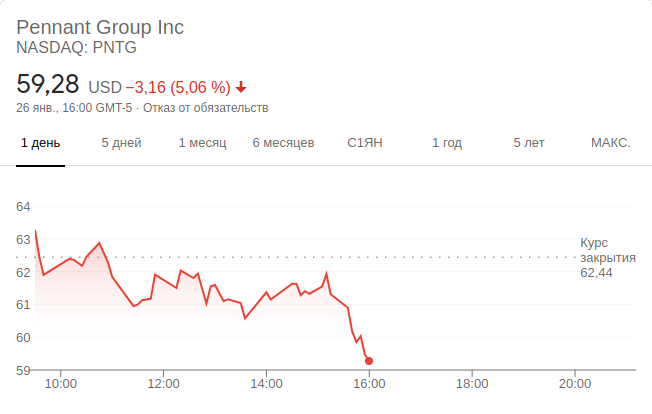 Pennant Group Inc
NASDAQ: PNTG
59,28 USD −3,16 (5,06 %)
26 янв., 16:00 GMT-5 · Отказ от обязательств
1 день 5 дней 1 месяц 6 месяцев С1ЯН 1 год 5 лет МАКС.
64
63
62
61
60
59
Курс
закрытия
62,44
10:00 12:00 14:00 16:00 18:00 20:00